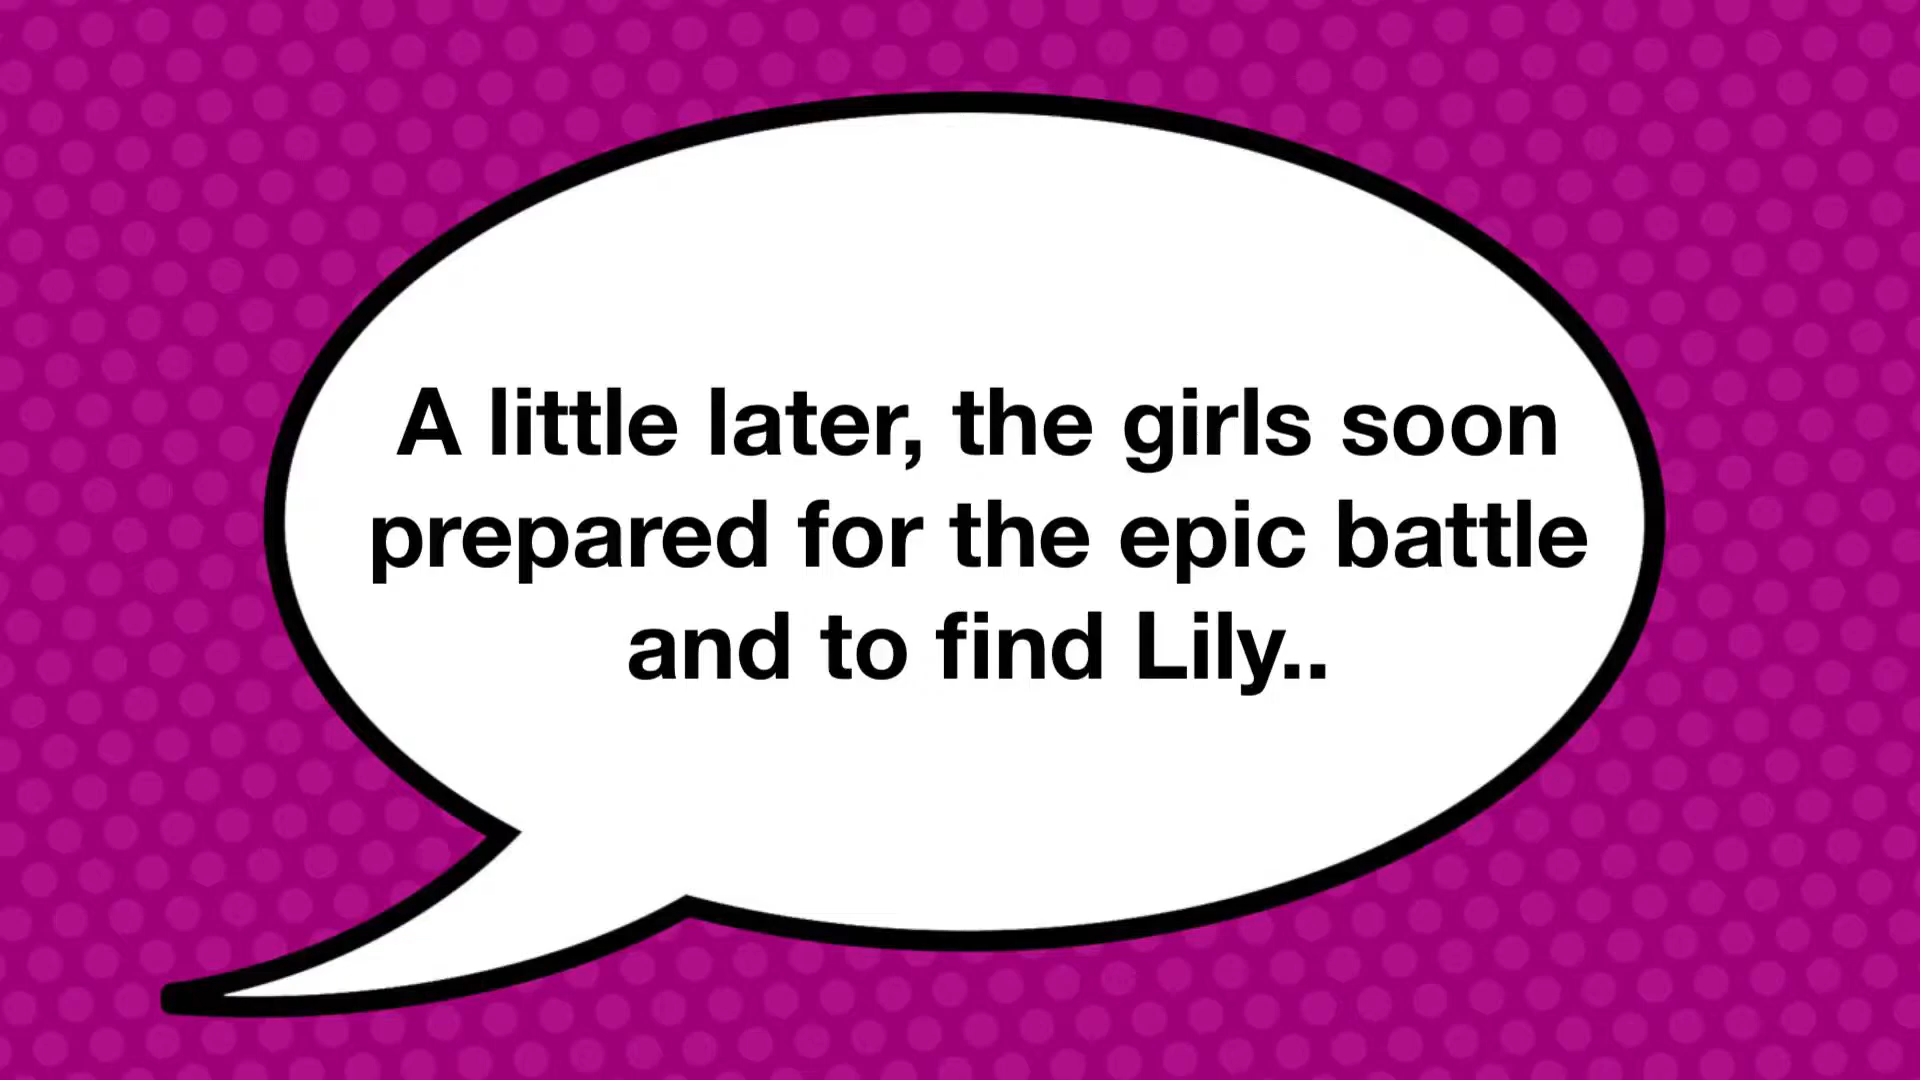 A little later, the girls soon
prepared for the epic battle
and to find Lily..